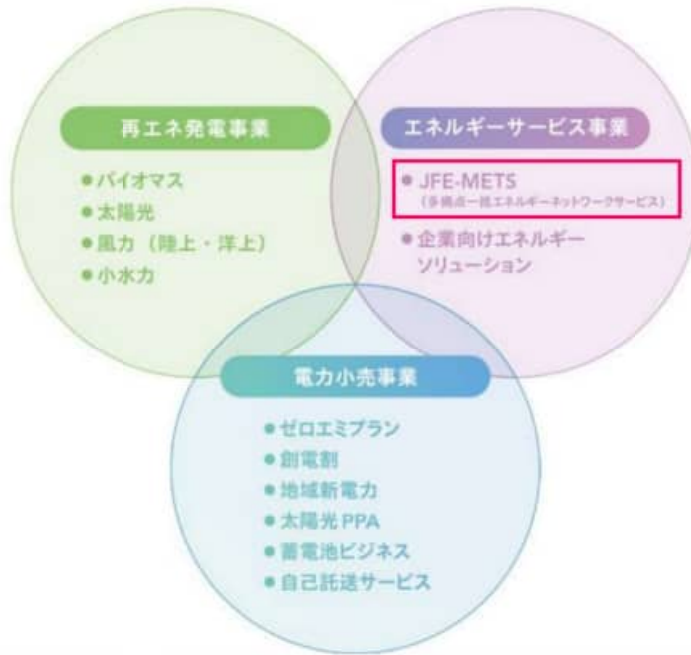 再エネ発電事業
●バイオマス
●太陽光
●風力（陸上・洋上）
●小水力
エネルギーサービス事業
●JFE-METS
（多拠点一括エネルギーネットワークサービス）
●企業向けエネルギー
ソリューション
電力小売事業
●ゼロエミプラン
●創電割
●地域新電力
●太陽光PPA
●蓄電池ビジネス
●自己託送サービス